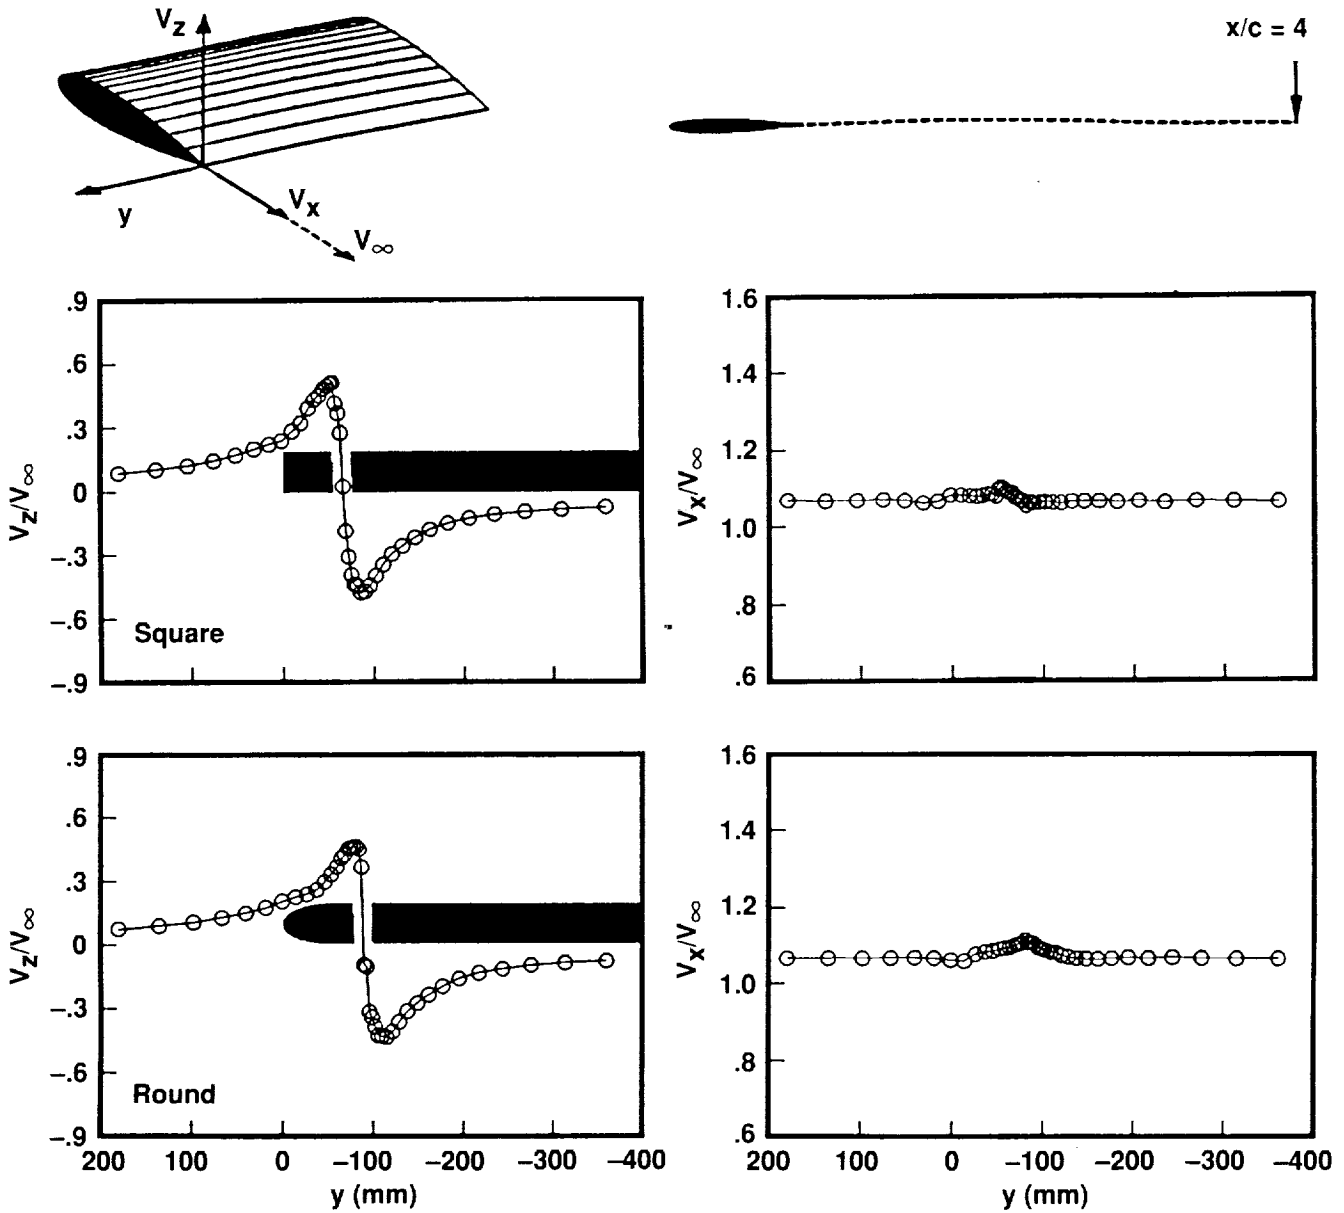 V_z
x/c = 4
V_x
y
V_∞
.9
.6
.3
0
–.3
–.6
–.9
V_z/V_∞
Square
1.6
1.4
1.2
1.0
.8
.6
V_x/V_∞
.9
.6
.3
0
–.3
–.6
–.9
V_z/V_∞
Round
200 100 0 –100 –200 –300 –400
y (mm)
1.6
1.4
1.2
1.0
.8
.6
V_x/V_∞
200 100 0 –100 –200 –300 –400
y (mm)